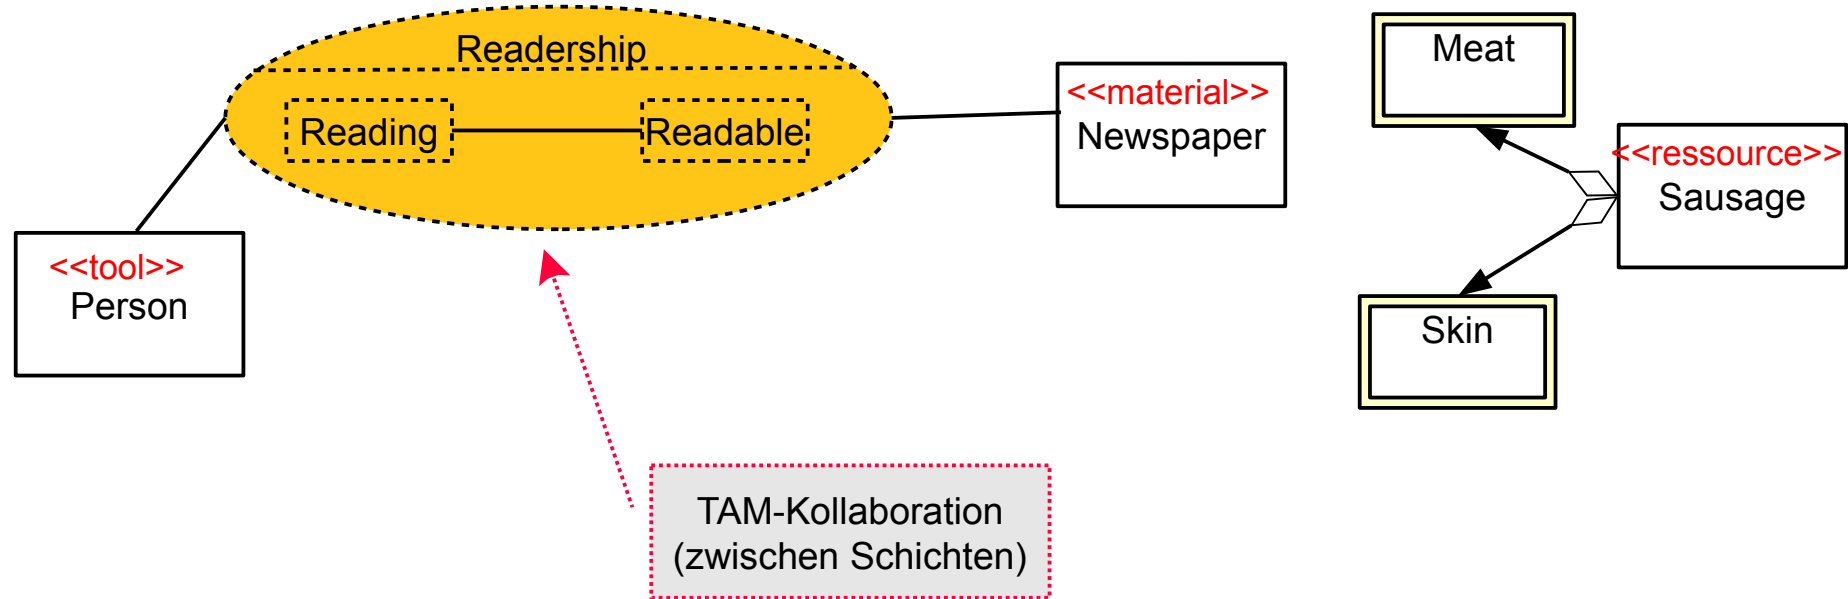 Readership
Reading
Readable
<<tool>>
Person
<<material>>
Newspaper
Meat
<<ressource>>
Sausage
Skin
TAM-Kollaboration
(zwischen Schichten)